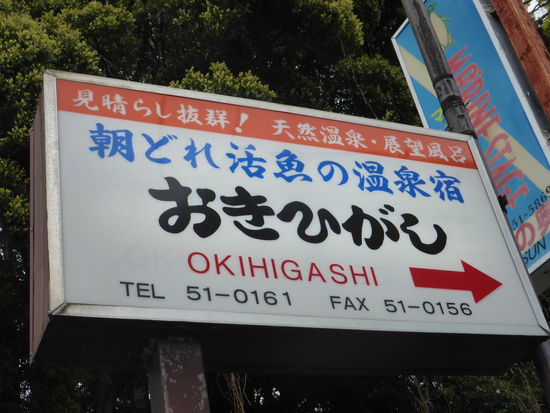 見晴らし抜群! 天然温泉・展望風呂
朝どれ活魚の温泉宿
おきひがし
OKIHIGASHI
TEL 51-0161 FAX 51-0156